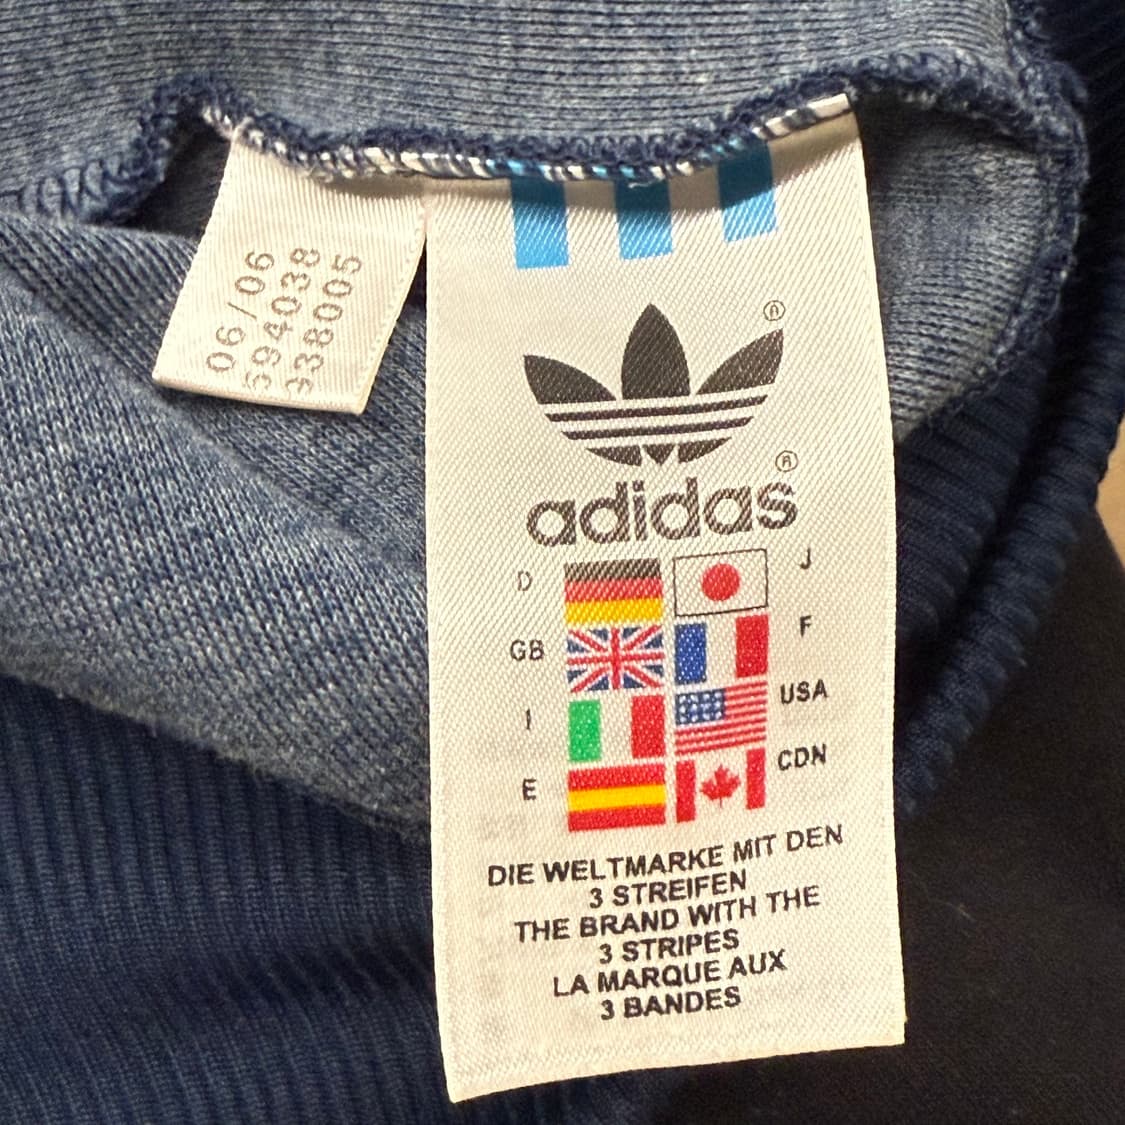 06/06
594038
338005
®
adidas®
D
J
GB
F
I
USA
E
CDN
DIE WELTMARKE MIT DEN
3 STREIFEN
THE BRAND WITH THE
3 STRIPES
LA MARQUE AUX
3 BANDES